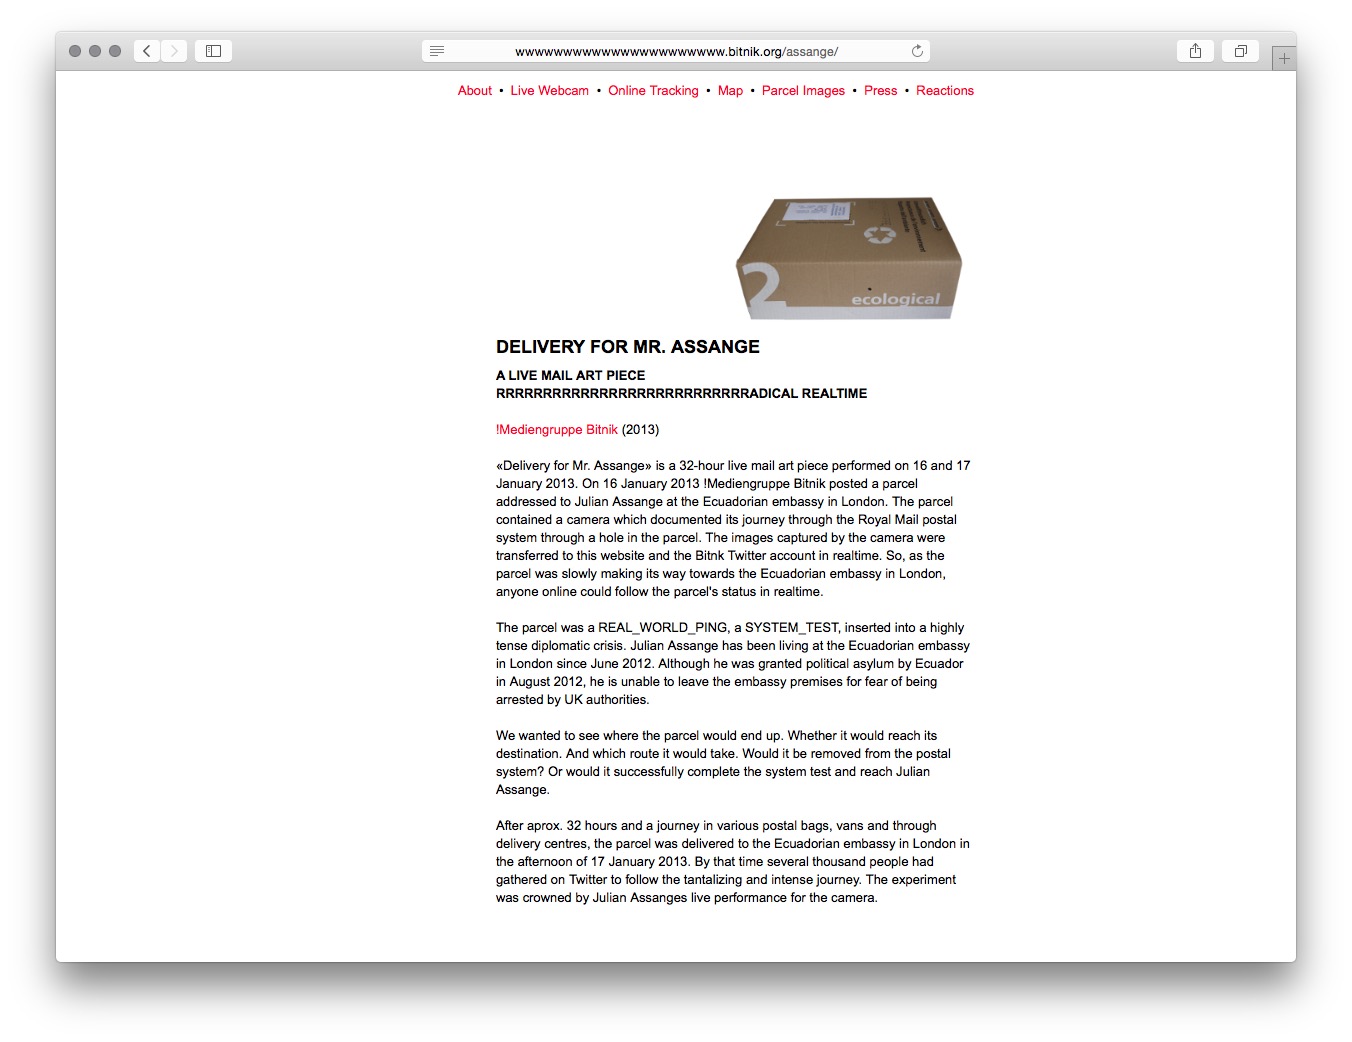 wwwwwwwwwwwwwwwwwwwwww.bitnik.org/assange/
About • Live Webcam • Online Tracking • Map • Parcel Images • Press • Reactions
2
ecological
DELIVERY FOR MR. ASSANGE
A LIVE MAIL ART PIECE
RRRRRRRRRRRRRRRRRRRRRRRRRRRADICAL REALTIME
!Mediengruppe Bitnik (2013)
«Delivery for Mr. Assange» is a 32-hour live mail art piece performed on 16 and 17
January 2013. On 16 January 2013 !Mediengruppe Bitnik posted a parcel
addressed to Julian Assange at the Ecuadorian embassy in London. The parcel
contained a camera which documented its journey through the Royal Mail postal
system through a hole in the parcel. The images captured by the camera were
transferred to this website and the Bitnk Twitter account in realtime. So, as the
parcel was slowly making its way towards the Ecuadorian embassy in London,
anyone online could follow the parcel's status in realtime.
The parcel was a REAL_WORLD_PING, a SYSTEM_TEST, inserted into a highly
tense diplomatic crisis. Julian Assange has been living at the Ecuadorian embassy
in London since June 2012. Although he was granted political asylum by Ecuador
in August 2012, he is unable to leave the embassy premises for fear of being
arrested by UK authorities.
We wanted to see where the parcel would end up. Whether it would reach its
destination. And which route it would take. Would it be removed from the postal
system? Or would it successfully complete the system test and reach Julian
Assange.
After aprox. 32 hours and a journey in various postal bags, vans and through
delivery centres, the parcel was delivered to the Ecuadorian embassy in London in
the afternoon of 17 January 2013. By that time several thousand people had
gathered on Twitter to follow the tantalizing and intense journey. The experiment
was crowned by Julian Assanges live performance for the camera.